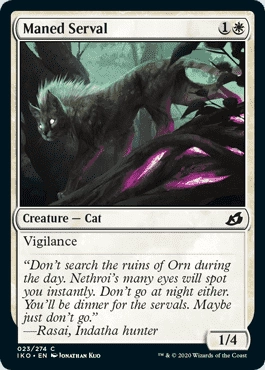 Maned Serval 1
Creature — Cat
Vigilance
“Don’t search the ruins of Orn during
the day. Nethroi’s many eyes will spot
you instantly. Don’t go at night either.
You’ll be dinner for the servals. Maybe
just don’t go.”
—Rasai, Indatha hunter
1/4
023/274 C
IKO • EN Jonathan Kuo
™ & © 2020 Wizards of the Coast